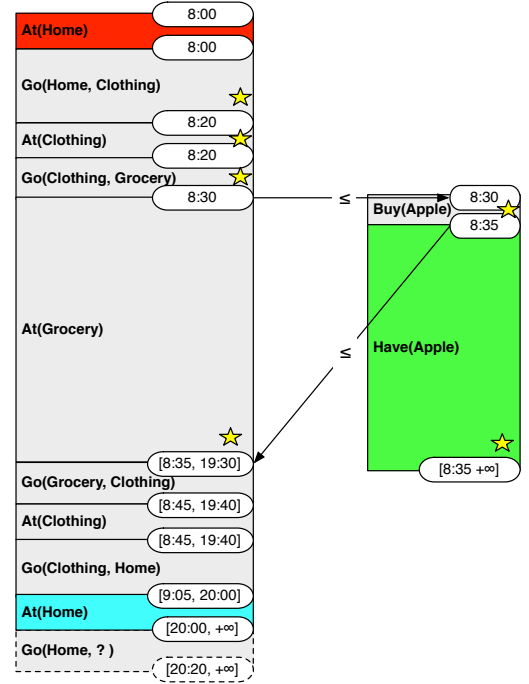 8:00
At(Home)
8:00
Go(Home, Clothing)
8:20
At(Clothing)
8:20
Go(Clothing, Grocery)
8:30
At(Grocery)
[8:35, 19:30]
Go(Grocery, Clothing)
[8:45, 19:40]
At(Clothing)
[8:45, 19:40]
Go(Clothing, Home)
[9:05, 20:00]
At(Home)
[20:00, +∞]
Go(Home, ? )
[20:20, +∞]
≤
≤
8:30
Buy(Apple)
8:35
Have(Apple)
[8:35 +∞]